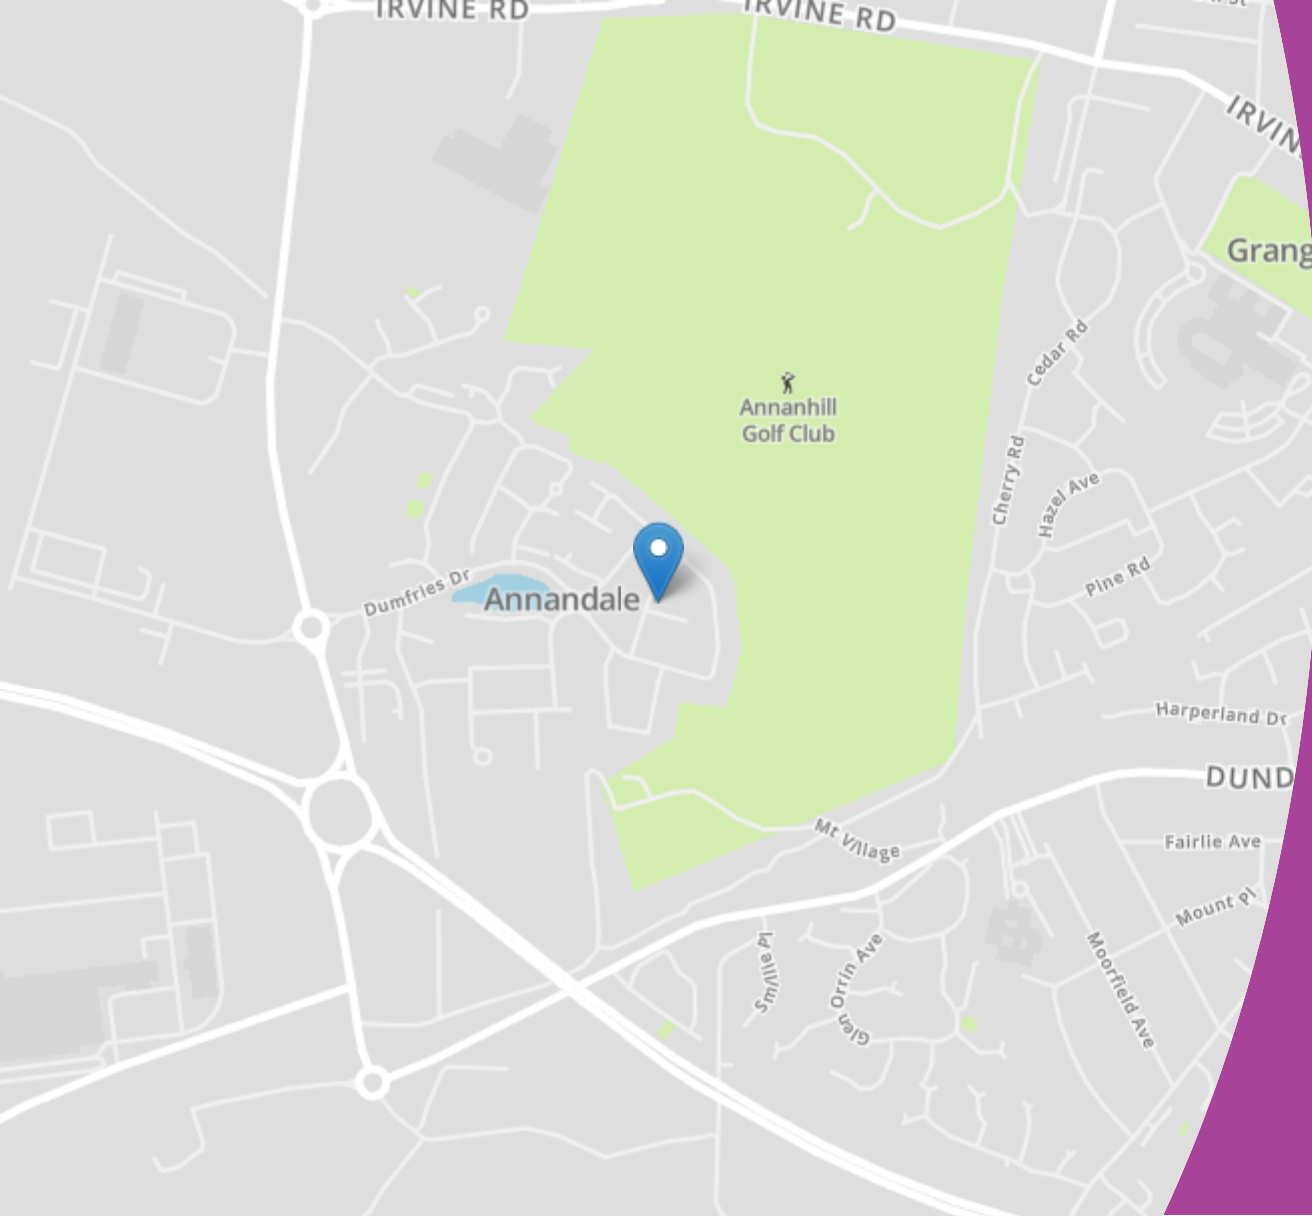 IRVINE RD
IRVINE RD
Grang
Cedar Rd
Annanhill
Golf Club
Cherry Rd
Hazel Ave
Pine Rd
Dumfries Dr
Annandale
Harperland Dr
DUND
Mt Village
Fairlie Ave
Mount Pl
Smillie Pl
Glen Orrin Ave
Moorfield Ave